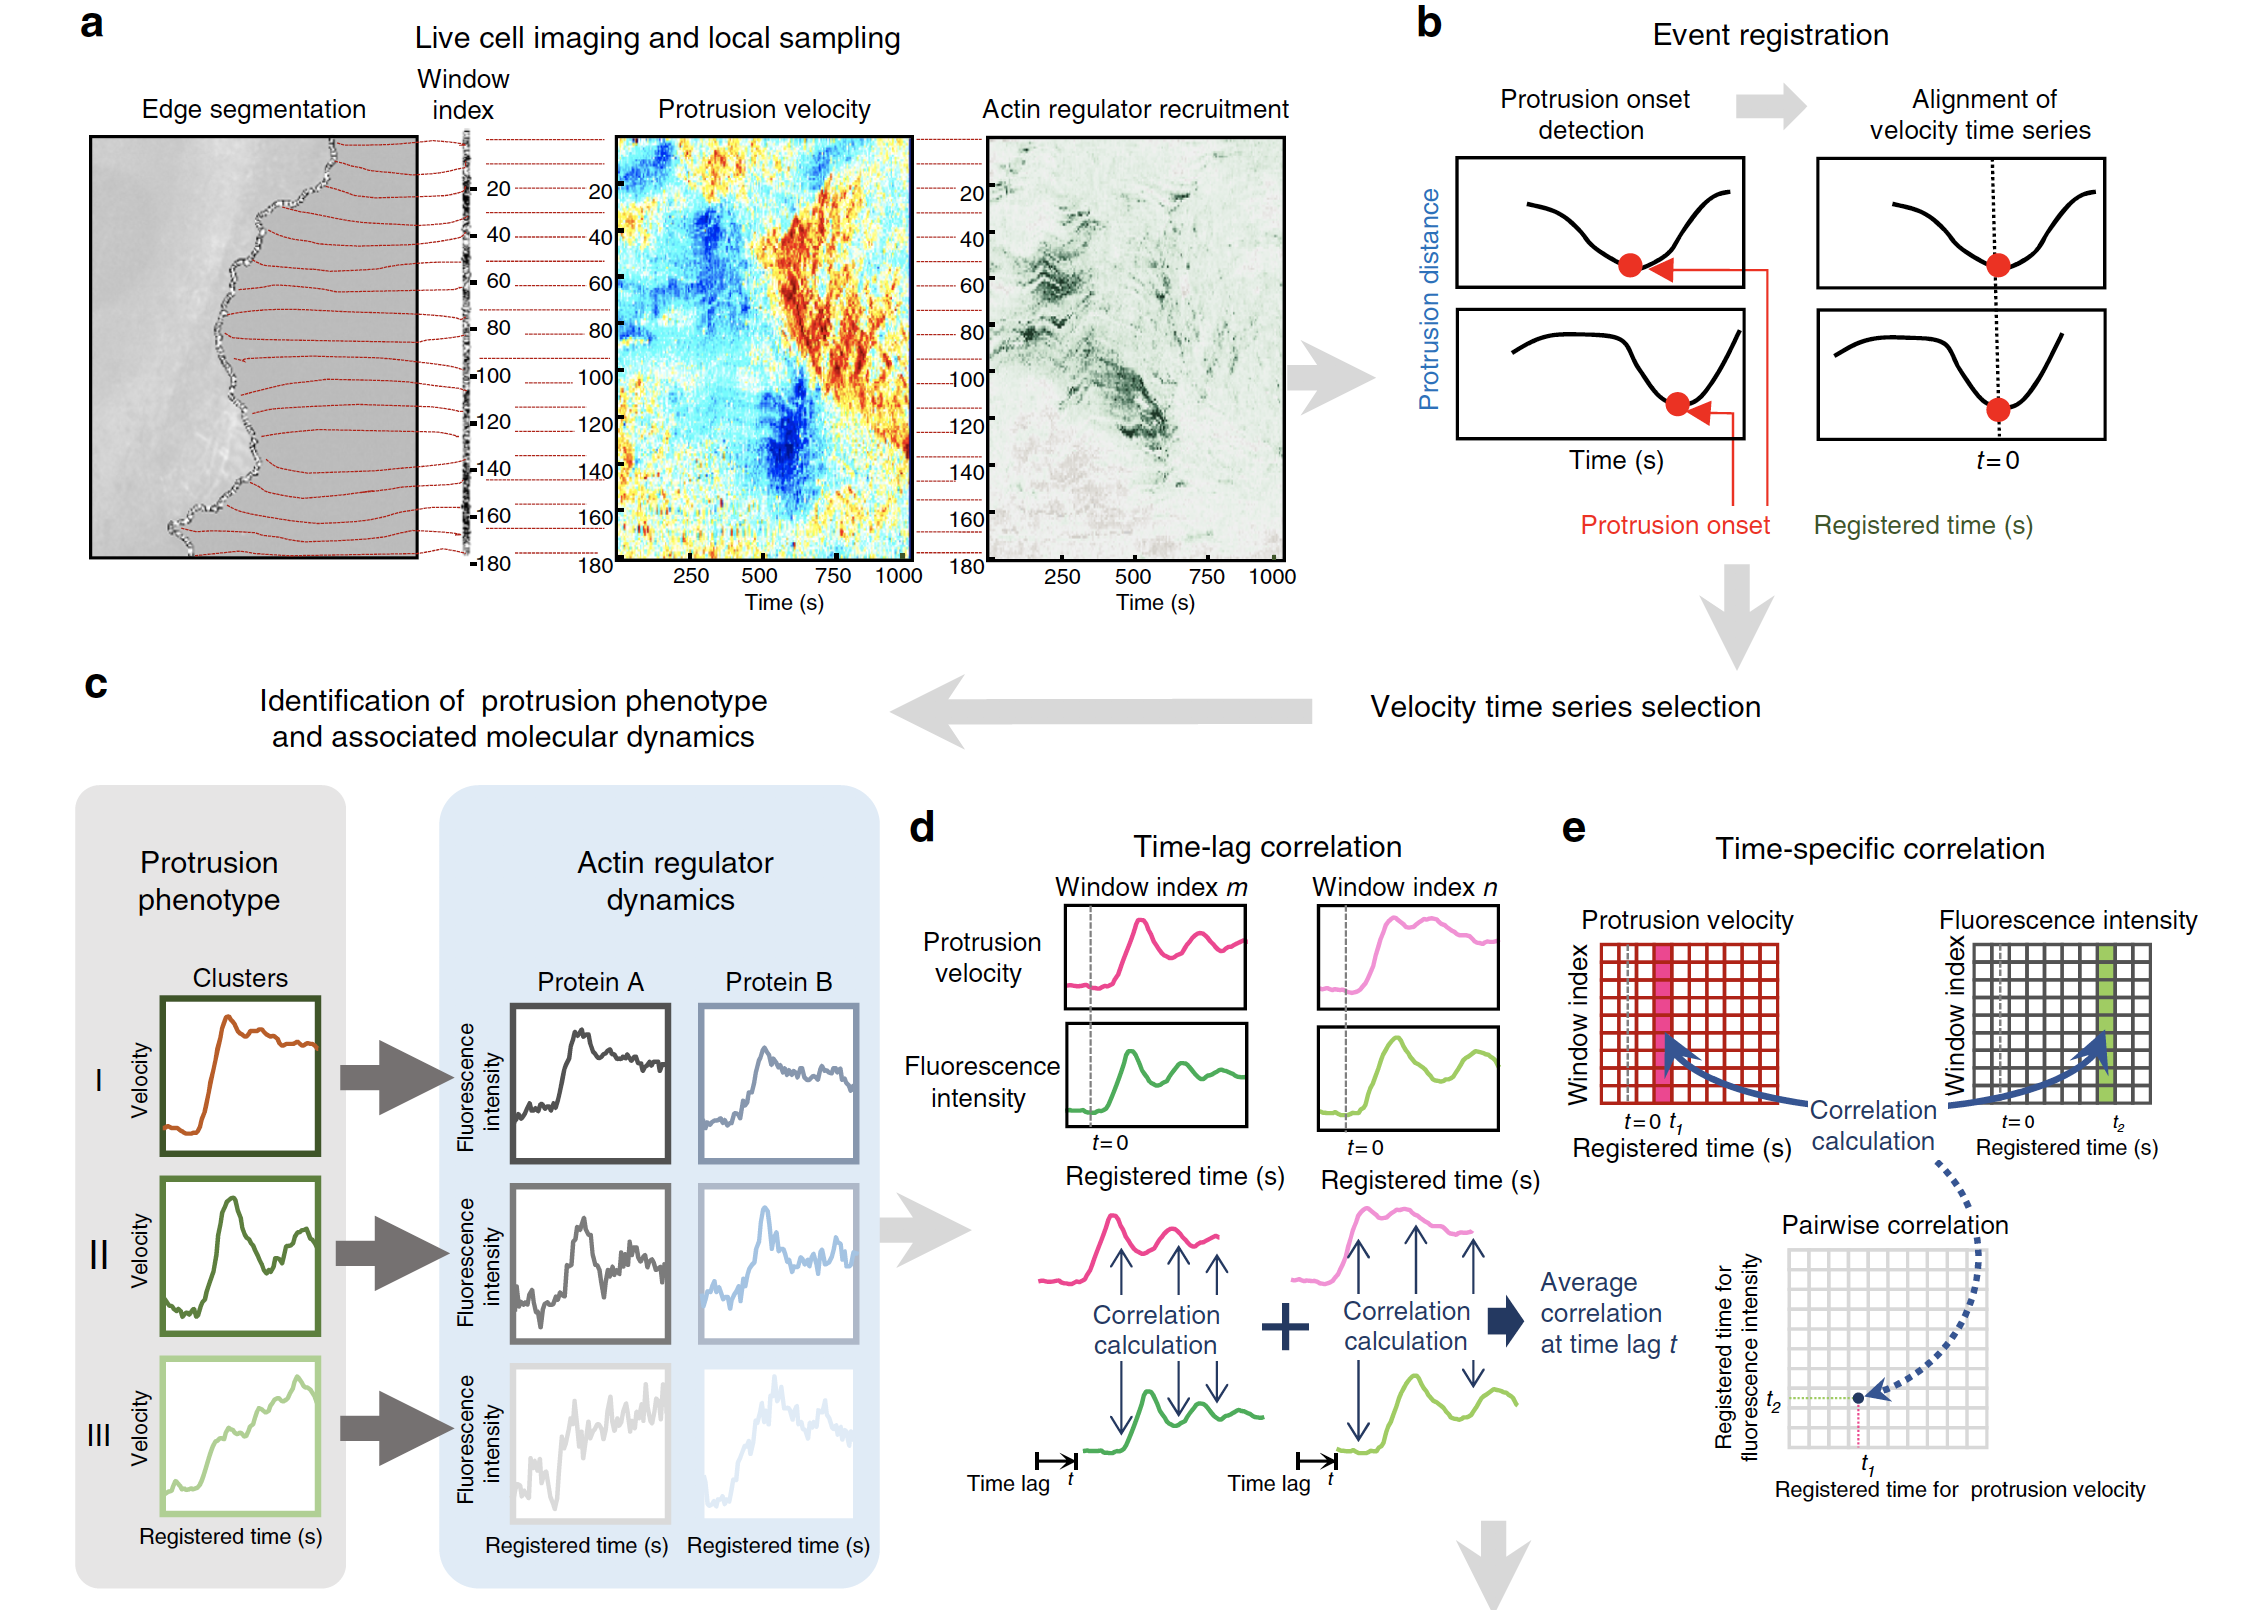 a
Live cell imaging and local sampling
Edge segmentation
Window
index
Protrusion velocity
Actin regulator recruitment
20
40
60
80
100
120
140
160
180
20
40
60
80
100
120
140
160
180
250 500 750 1000
Time (s)
20
40
60
80
100
120
140
160
180
250 500 750 1000
Time (s)
b
Event registration
Protrusion onset
detection
Alignment of
velocity time series
Protrusion distance
Time (s)
t=0
Protrusion onset
Registered time (s)
Velocity time series selection
c
Identification of protrusion phenotype
and associated molecular dynamics
Protrusion
phenotype
Clusters
I
Velocity
II
Velocity
III
Velocity
Registered time (s)
Actin regulator
dynamics
Protein A
Protein B
Fluorescence
intensity
Fluorescence
intensity
Fluorescence
intensity
Registered time (s)
Registered time (s)
d
Time-lag correlation
Window index m
Window index n
Protrusion
velocity
Fluorescence
intensity
t=0
t=0
Registered time (s)
Registered time (s)
Correlation
calculation
+
Correlation
calculation
Average
correlation
at time lag t
Time lag t
Time lag t
e
Time-specific correlation
Protrusion velocity
Fluorescence intensity
Window index
Window index
t=0 t1
t=0 t2
Registered time (s)
Correlation
calculation
Registered time (s)
Pairwise correlation
Registered time for
fluorescence intensity
t2
t1
Registered time for protrusion velocity